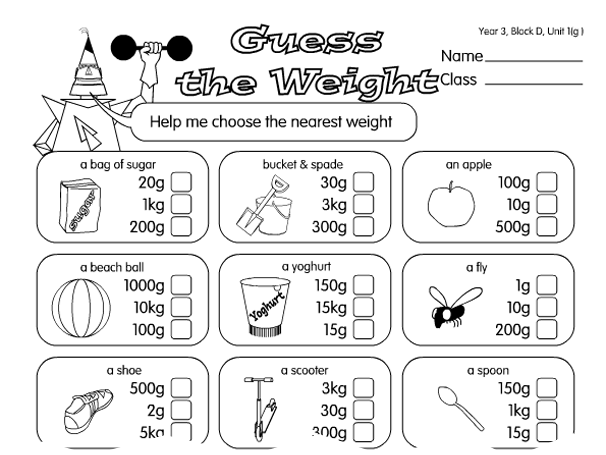 Year 3, Block D, Unit 1(g)
Guess
the Weight
Name
Class
Help me choose the nearest weight
a bag of sugar
sugar
20g
1kg
200g
bucket & spade
30g
3kg
300g
an apple
100g
10g
500g
a beach ball
1000g
10kg
100g
a yoghurt
Yoghurt
150g
15kg
15g
a fly
1g
10g
200g
a shoe
500g
2g
5kg
a scooter
3kg
30g
300g
a spoon
150g
1kg
15g